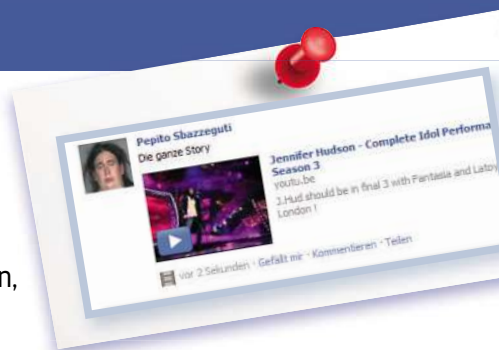 Pepito Sbazzeguti
Die ganze Story
Jennifer Hudson - Complete Idol Performa
Season 3
youtu.be
J.Hud should be in final 3 with Fantasia and Latoy
London !
vor 2 Sekunden · Gefällt mir · Kommentieren · Teilen
n,